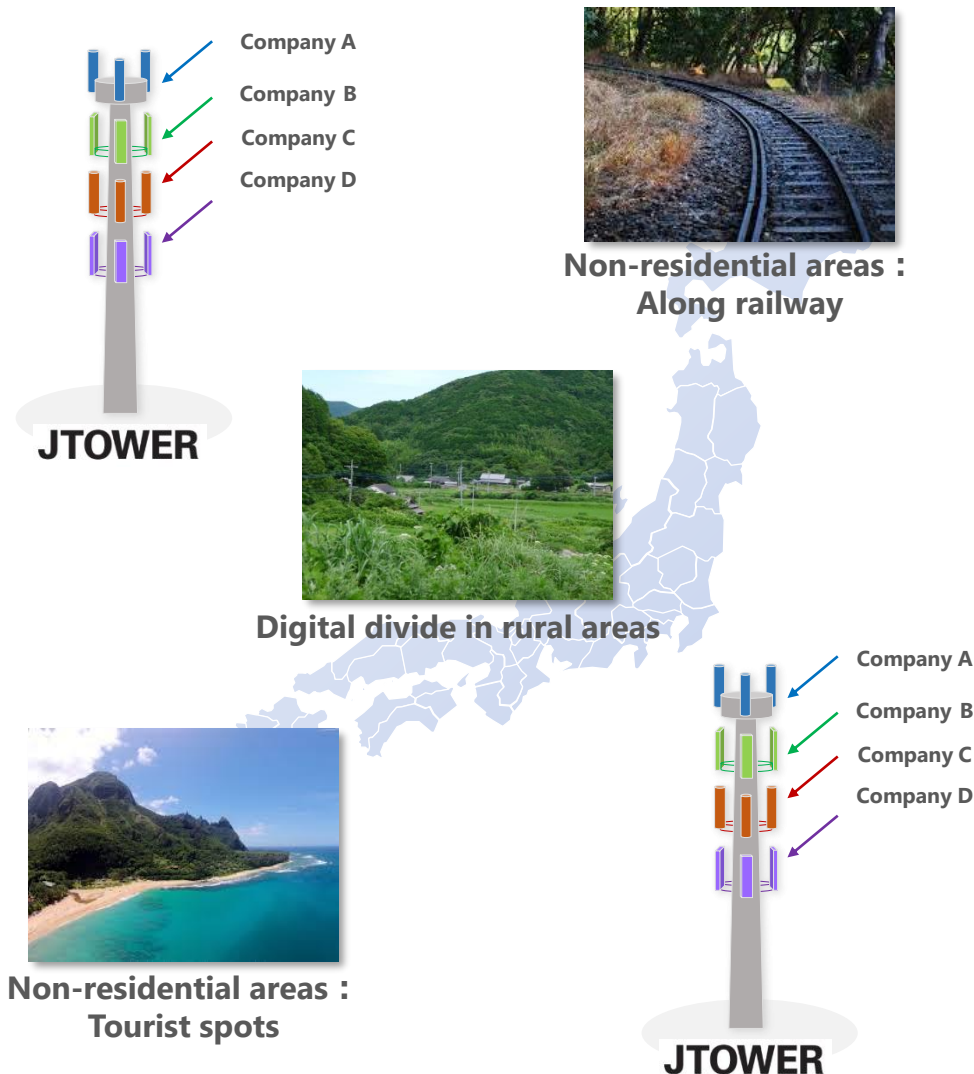 Company A
Company B
Company C
Company D
JTOWER
Non-residential areas：
Along railway
Digital divide in rural areas
Company A
Company B
Company C
Company D
JTOWER
Non-residential areas：
Tourist spots